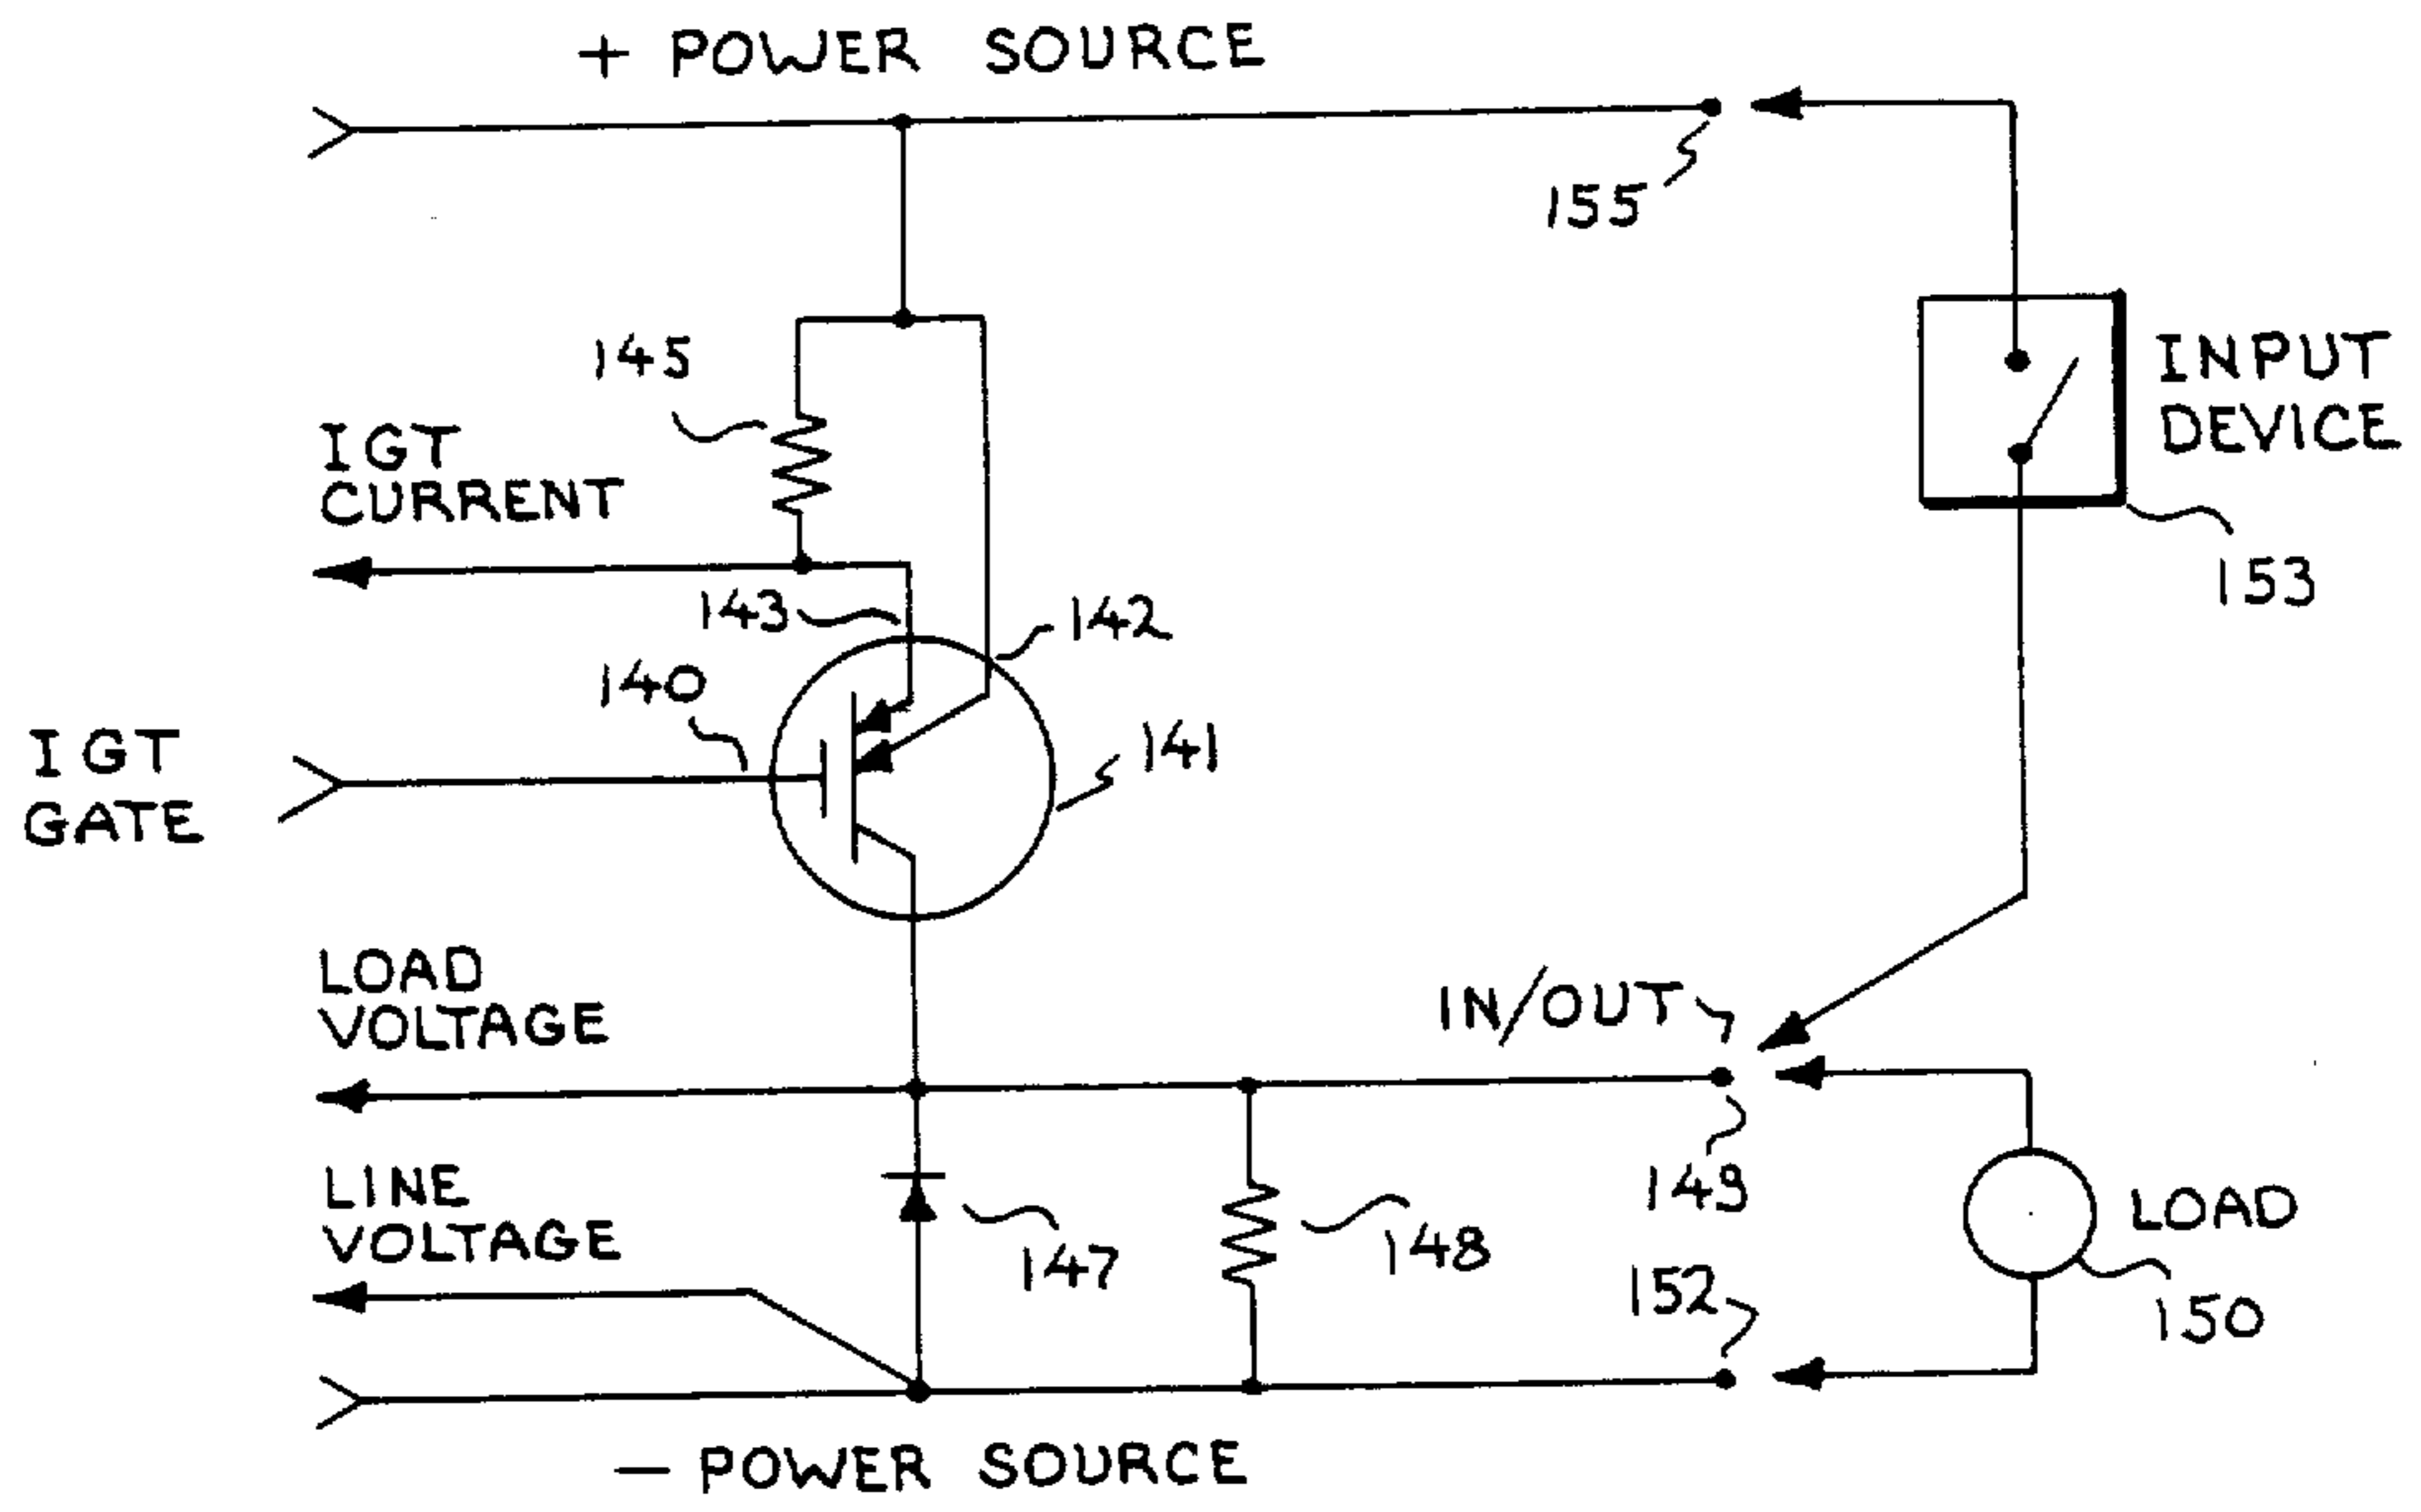 + POWER SOURCE
155
145
INPUT
DEVICE
IGT
CURRENT
153
143
142
140
141
IGT
GATE
LOAD
VOLTAGE
IN/OUT
149
LINE
VOLTAGE
LOAD
147
148
152
150
– POWER SOURCE